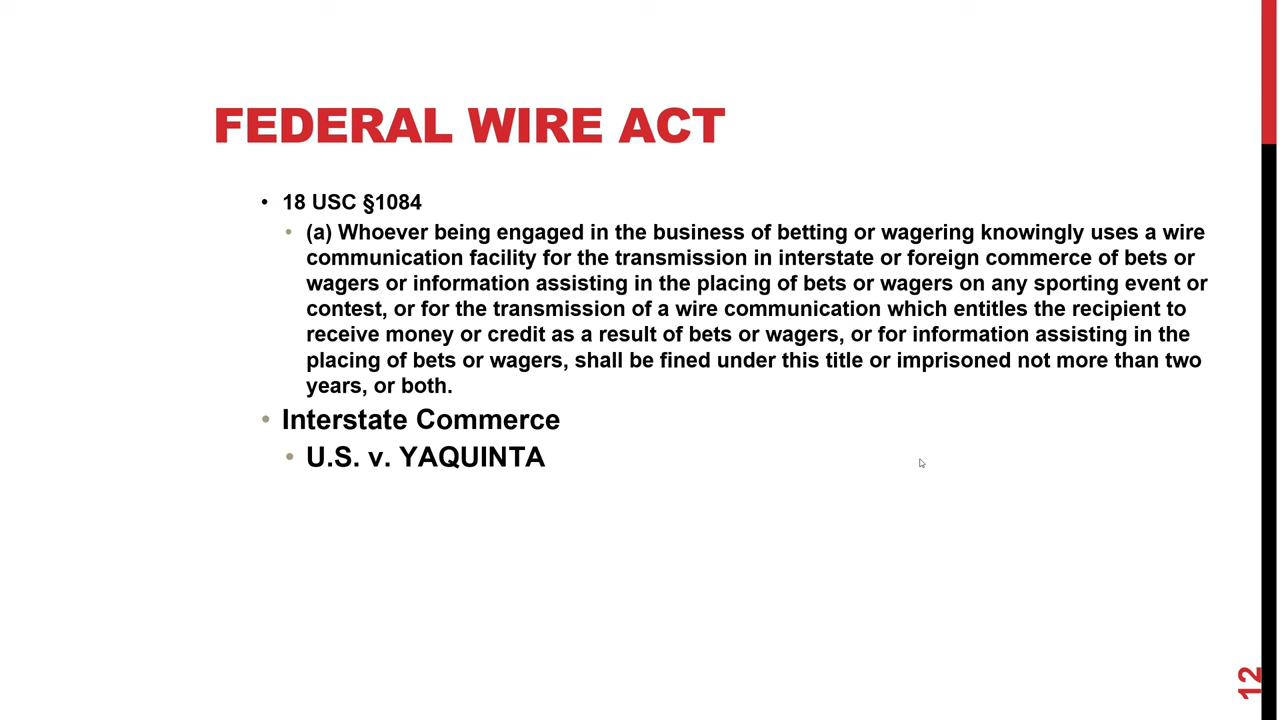 FEDERAL WIRE ACT
• 18 USC §1084
• (a) Whoever being engaged in the business of betting or wagering knowingly uses a wire
communication facility for the transmission in interstate or foreign commerce of bets or
wagers or information assisting in the placing of bets or wagers on any sporting event or
contest, or for the transmission of a wire communication which entitles the recipient to
receive money or credit as a result of bets or wagers, or for information assisting in the
placing of bets or wagers, shall be fined under this title or imprisoned not more than two
years, or both.
• Interstate Commerce
• U.S. v. YAQUINTA
12